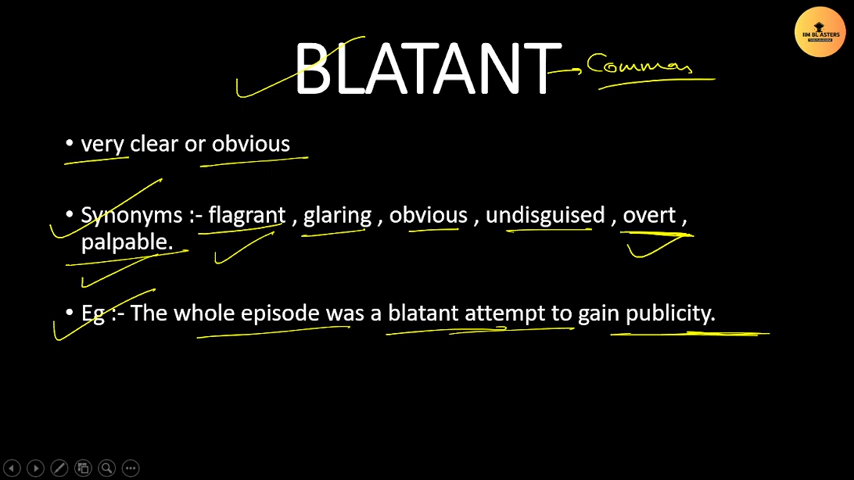 IIM BLASTERS
BLATANT
Common
• very clear or obvious
• Synonyms :- flagrant , glaring , obvious , undisguised , overt ,
palpable.
• Eg :- The whole episode was a blatant attempt to gain publicity.